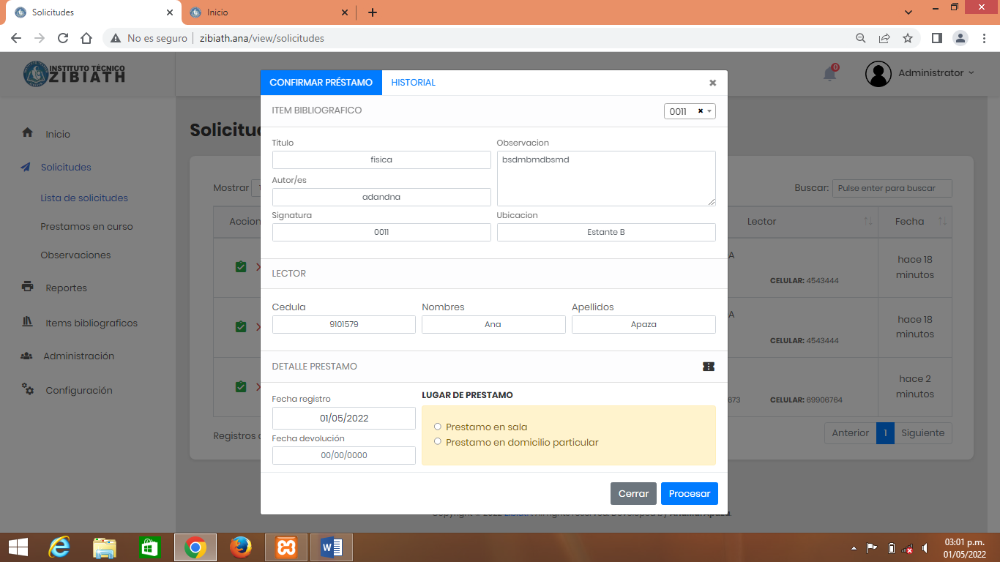 Solicitudes
Inicio
No es seguro
zibiath.ana/view/solicitudes
INSTITUTO TÉCNICO
ZIBIATH
0
Administrator
Inicio
Solicitudes
Lista de solicitudes
Prestamos en curso
Observaciones
Reportes
Items bibliograficos
Administración
Configuración
CONFIRMAR PRÉSTAMO
HISTORIAL
ITEM BIBLIOGRAFICO
0011
Titulo
fisica
Observacion
bsdmbmdbsmd
Autor/es
adandna
Signatura
0011
Ubicacion
Estante B
LECTOR
Cedula
Nombres
Apellidos
9101579
Ana
Apaza
DETALLE PRESTAMO
Fecha registro
01/05/2022
Fecha devolución
00/00/0000
LUGAR DE PRESTAMO
Prestamo en sala
Prestamo en domicilio particular
Cerrar
Procesar
Mostrar
Buscar:
Pulse enter para buscar
Lector
Fecha
CELULAR: 4543444
hace 18
minutos
CELULAR: 4543444
hace 18
minutos
673
CELULAR: 69906764
hace 2
minutos
Registros
Anterior
1
Siguiente
03:01 p.m.
01/05/2022